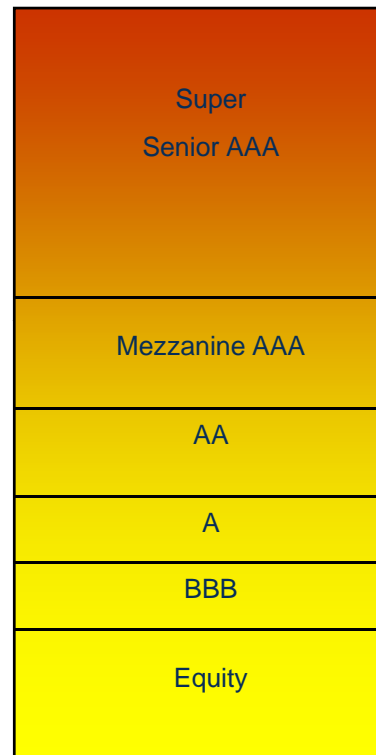 Super
Senior AAA
Mezzanine AAA
AA
A
BBB
Equity